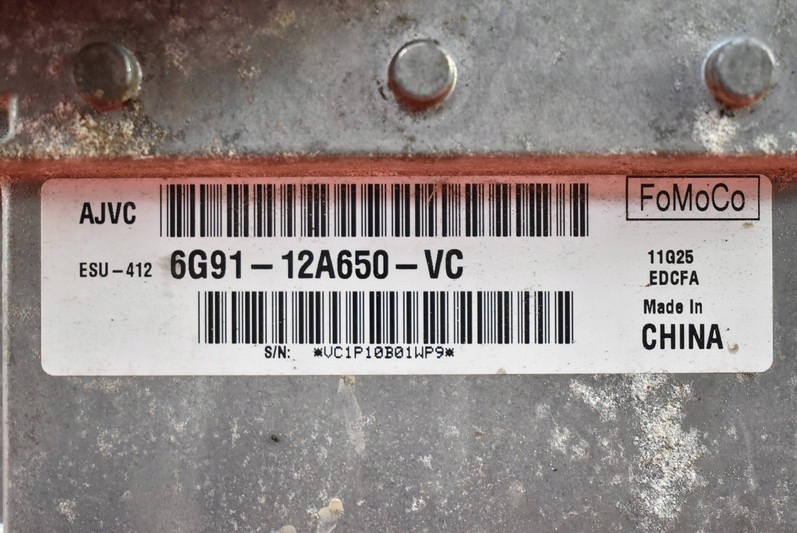 AJVC
FoMoCo
ESU-412 6G91-12A650-VC
11Q25
EDCFA
Made In
CHINA
S/N: *VC1P10B01WP9*